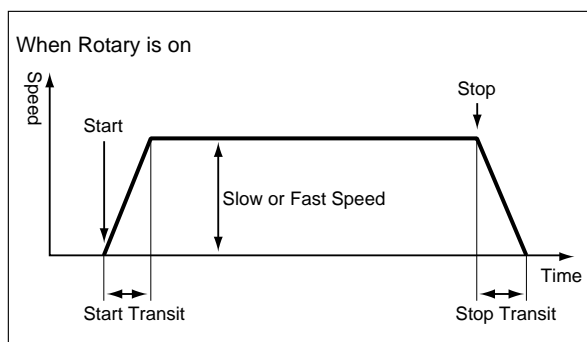 When Rotary is on
Speed
Stop
Start
Slow or Fast Speed
Time
Start Transit
Stop Transit